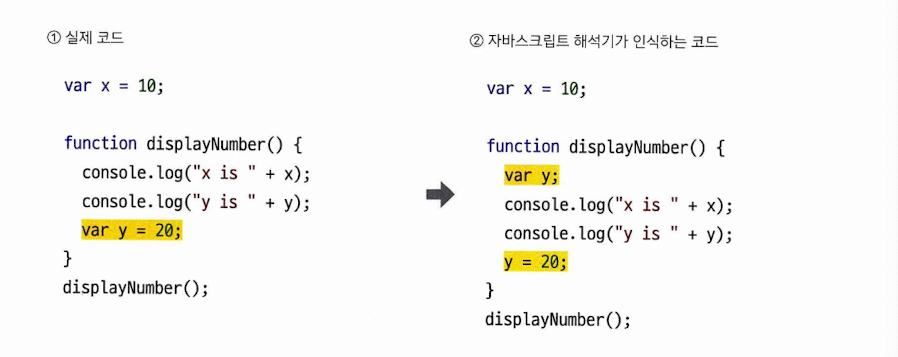 ① 실제 코드
var x = 10;
function displayNumber() {
console.log("x is " + x);
console.log("y is " + y);
var y = 20;
}
displayNumber();
② 자바스크립트 해석기가 인식하는 코드
var x = 10;
function displayNumber() {
var y;
console.log("x is " + x);
console.log("y is " + y);
y = 20;
}
displayNumber();